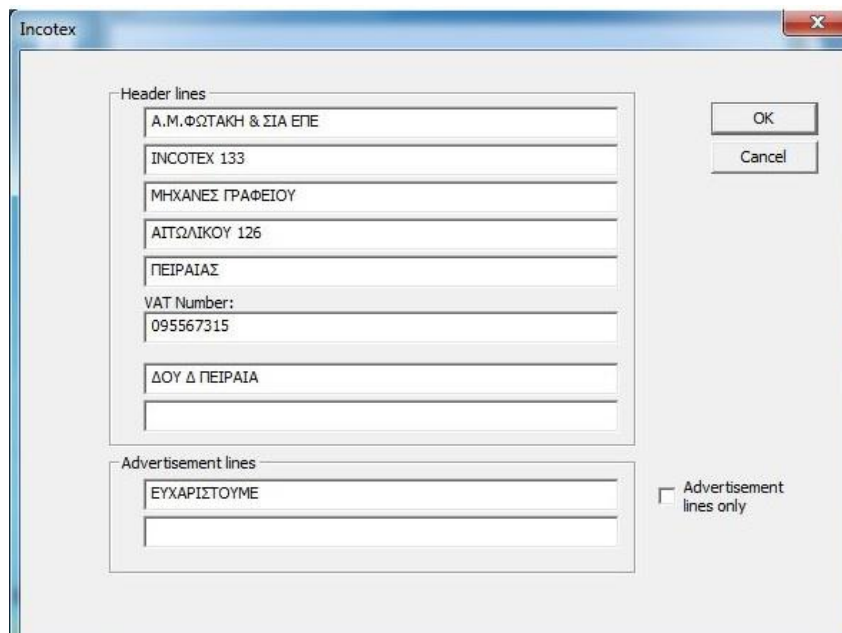 Incotex
Header lines
Α.Μ.ΦΩΤΑΚΗ & ΣΙΑ ΕΠΕ
INCOTEX 133
ΜΗΧΑΝΕΣ ΓΡΑΦΕΙΟΥ
ΑΙΤΩΛΙΚΟΥ 126
ΠΕΙΡΑΙΑΣ
VAT Number:
095567315
ΔΟΥ Δ ΠΕΙΡΑΙΑ
OK
Cancel
Advertisement lines
ΕΥΧΑΡΙΣΤΟΥΜΕ
Advertisement
lines only